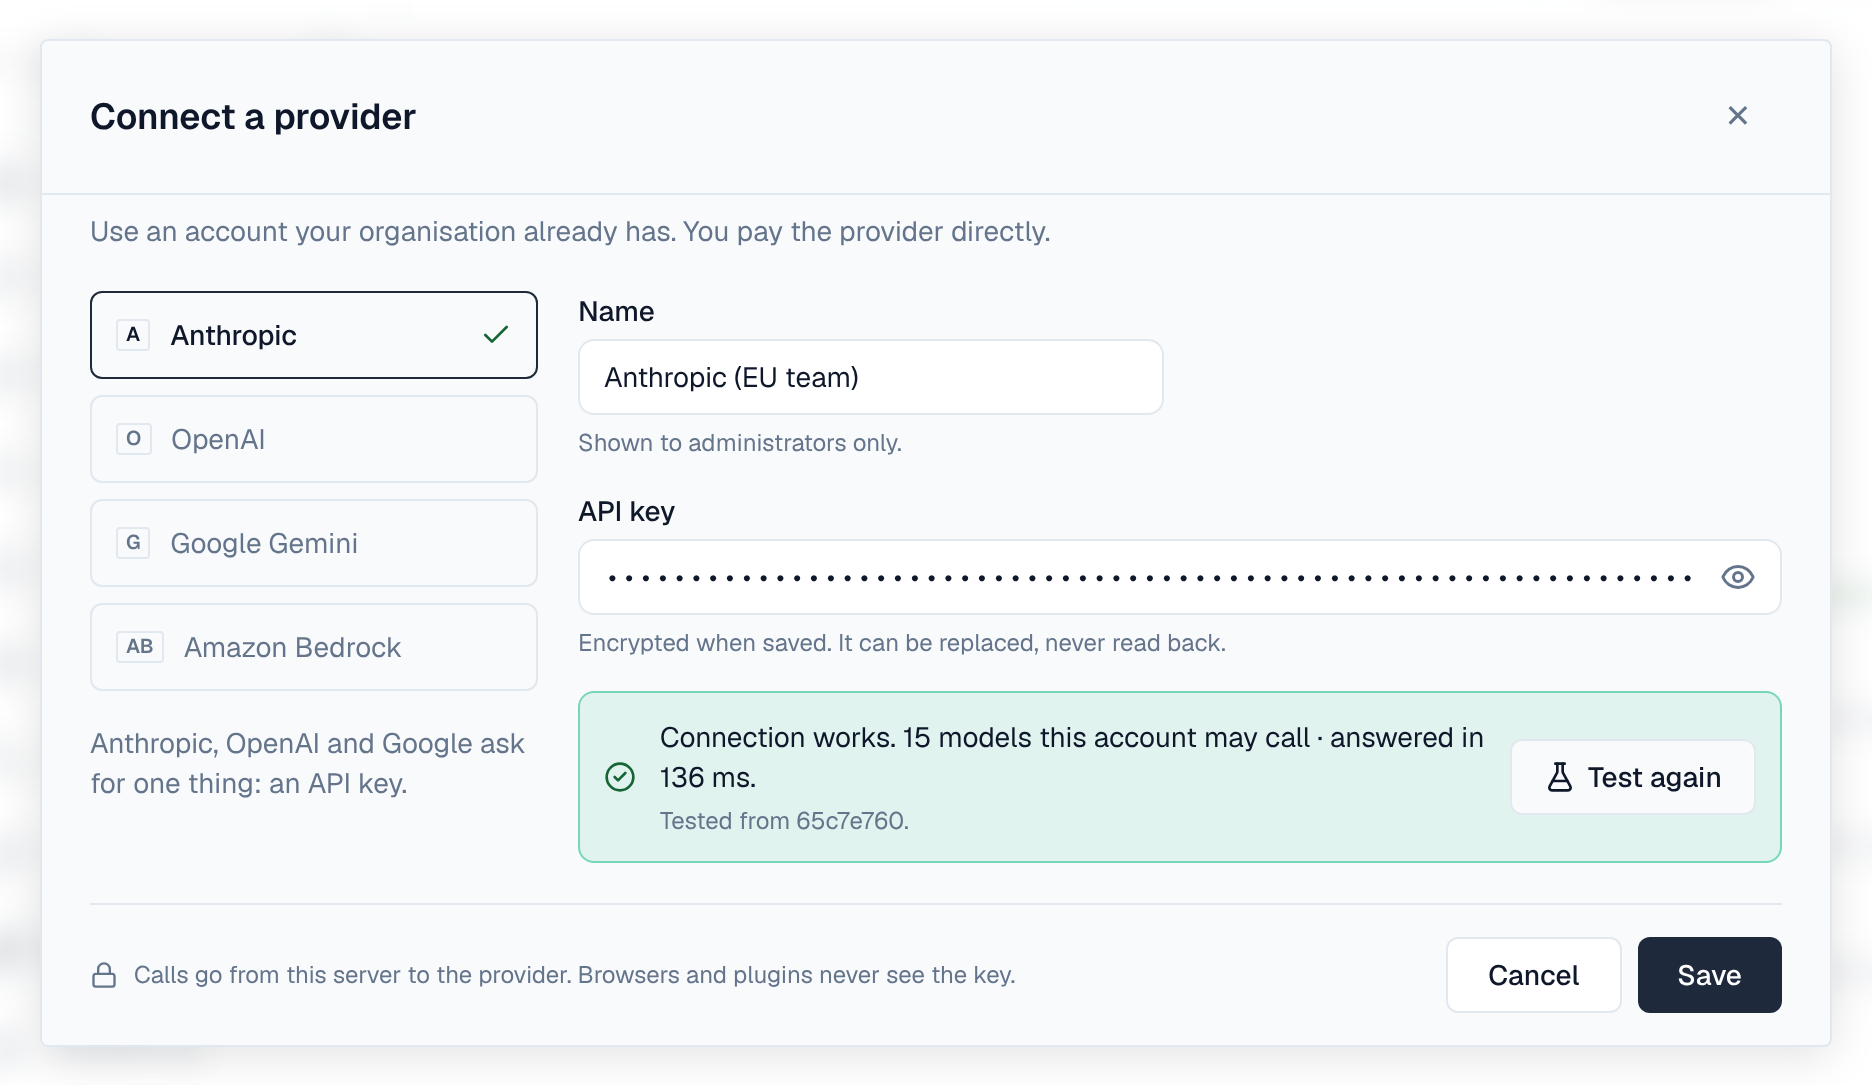 Connect a provider
Use an account your organisation already has. You pay the provider directly.
A Anthropic
O OpenAI
G Google Gemini
AB Amazon Bedrock
Anthropic, OpenAI and Google ask
for one thing: an API key.
Name
Anthropic (EU team)
Shown to administrators only.
API key
Encrypted when saved. It can be replaced, never read back.
Connection works. 15 models this account may call · answered in
136 ms.
Tested from 65c7e760.
Test again
Calls go from this server to the provider. Browsers and plugins never see the key.
Cancel
Save